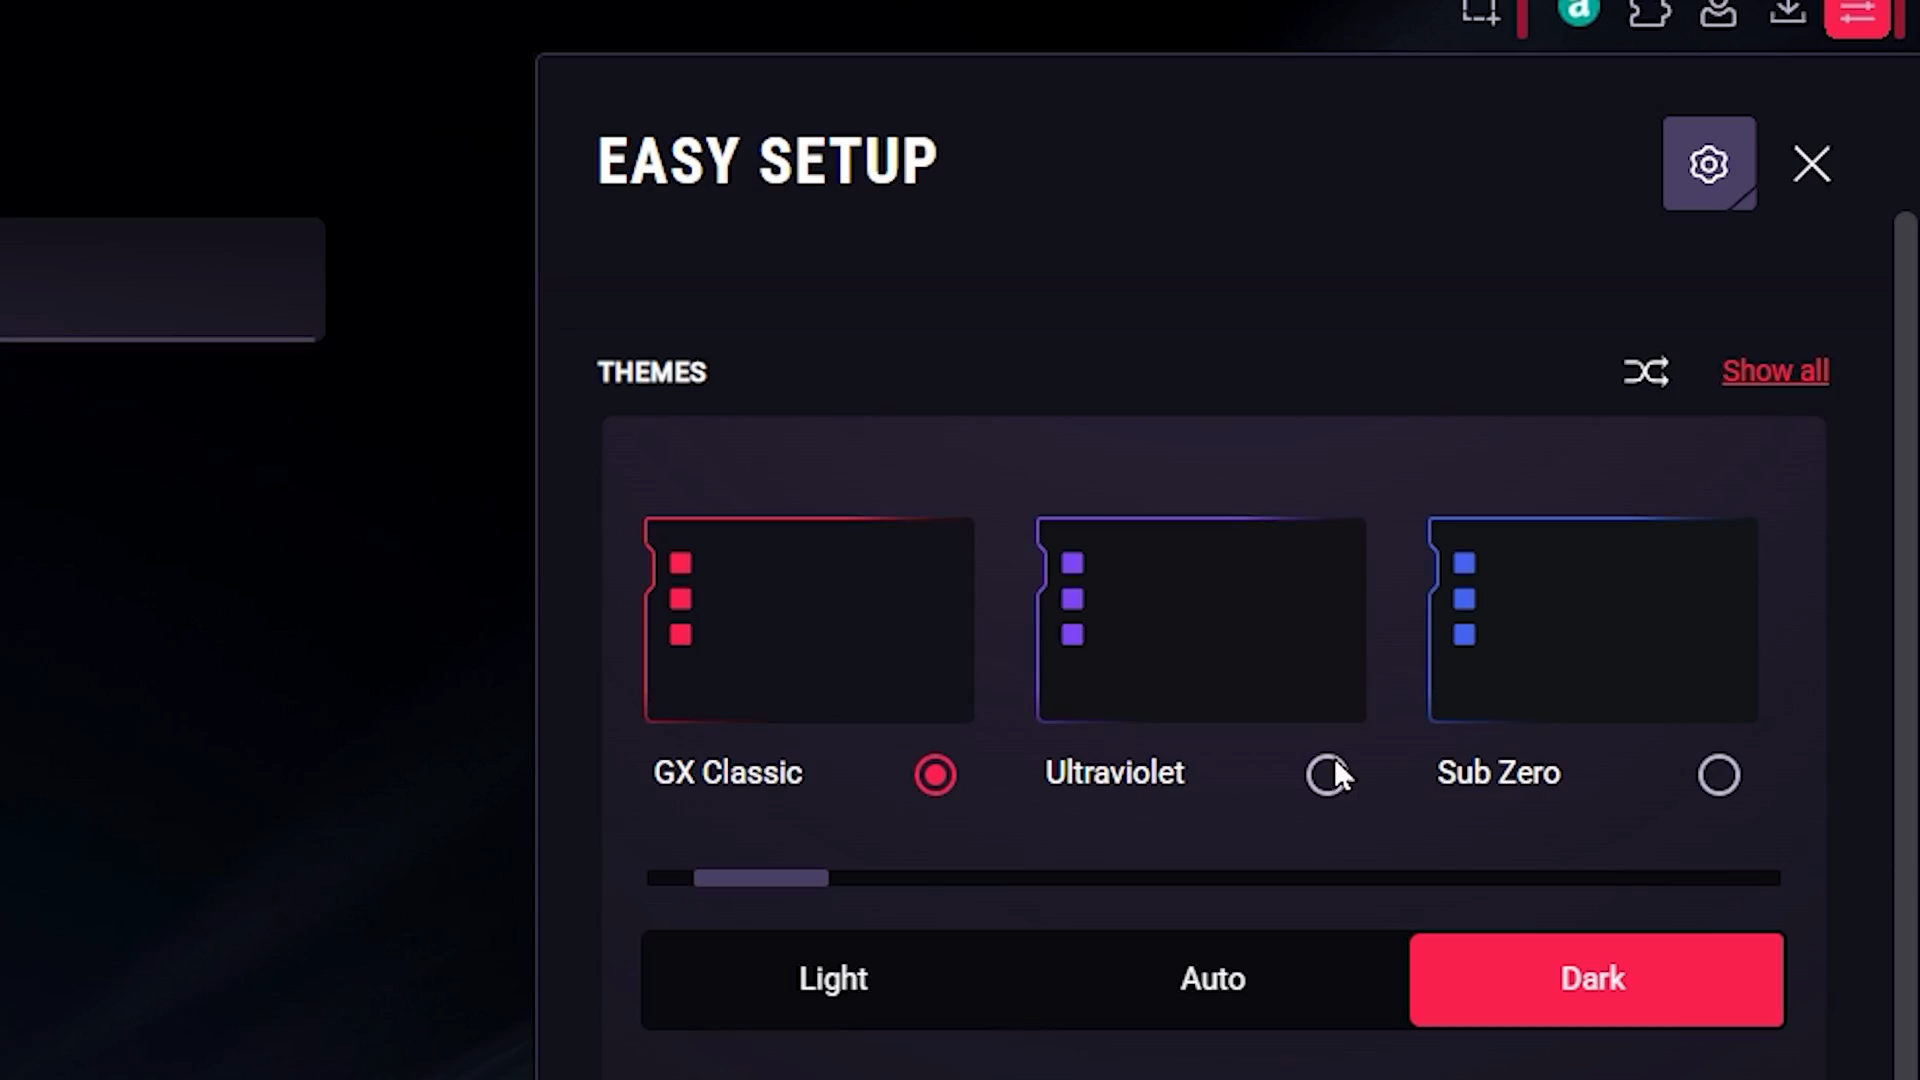 a
EASY SETUP
THEMES
Show all
GX Classic
Ultraviolet
Sub Zero
Light
Auto
Dark